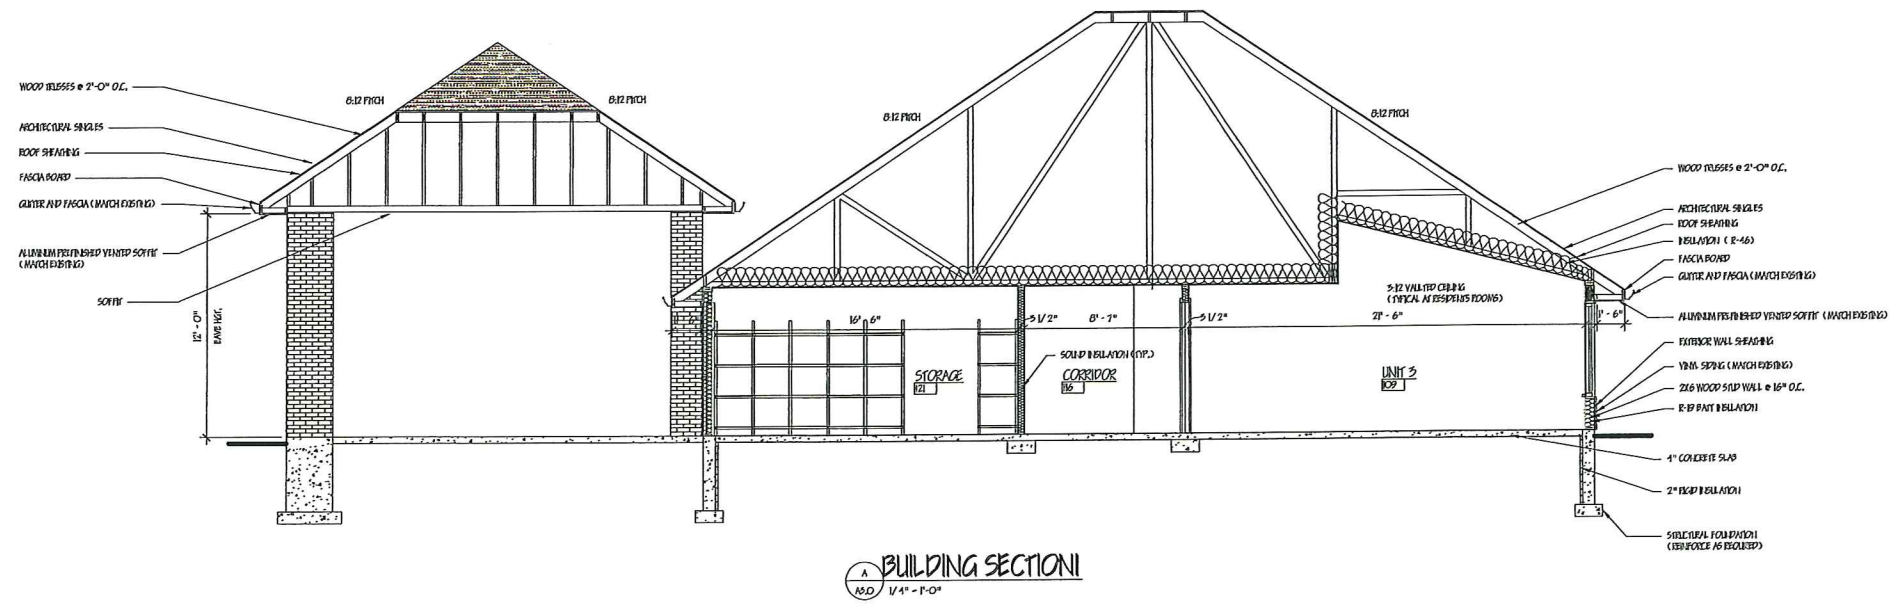 WOOD TRUSSES @ 2'-0" O.C.
ARCHITECTURAL SHINGLES
ROOF SHEATHING
FASCIA BOARD
GUTTER AND FASCIA (MATCH EXISTING)
ALUMINUM PREFINISHED VENTED SOFFIT
(MATCH EXISTING)
SOFFIT
12' - 0"
EAVE HGT.
8:12 PITCH
8:12 PITCH
8:12 PITCH
8:12 PITCH
WOOD TRUSSES @ 2'-0" O.C.
ARCHITECTURAL SHINGLES
ROOF SHEATHING
INSULATION ( R-46)
FASCIA BOARD
GUTTER AND FASCIA (MATCH EXISTING)
3:12 VAULTED CEILING
(TYPICAL AT RESIDENTS ROOMS)
16' - 6"
3 1/2"
8' - 7"
3 1/2"
21' - 6"
1' - 6"
ALUMINUM PREFINISHED VENTED SOFFIT (MATCH EXISTING)
EXTERIOR WALL SHEATHING
VINYL SIDING (MATCH EXISTING)
2X6 WOOD STUD WALL @ 16" O.C.
R-19 BATT INSULATION
SOUND INSULATION (TYP.)
STORAGE
121
CORRIDOR
116
UNIT 3
109
4" CONCRETE SLAB
2" RIGID INSULATION
STRUCTURAL FOUNDATION
(REINFORCE AS REQUIRED)
A
A3.0
BUILDING SECTION1
1/4" - 1'-0"